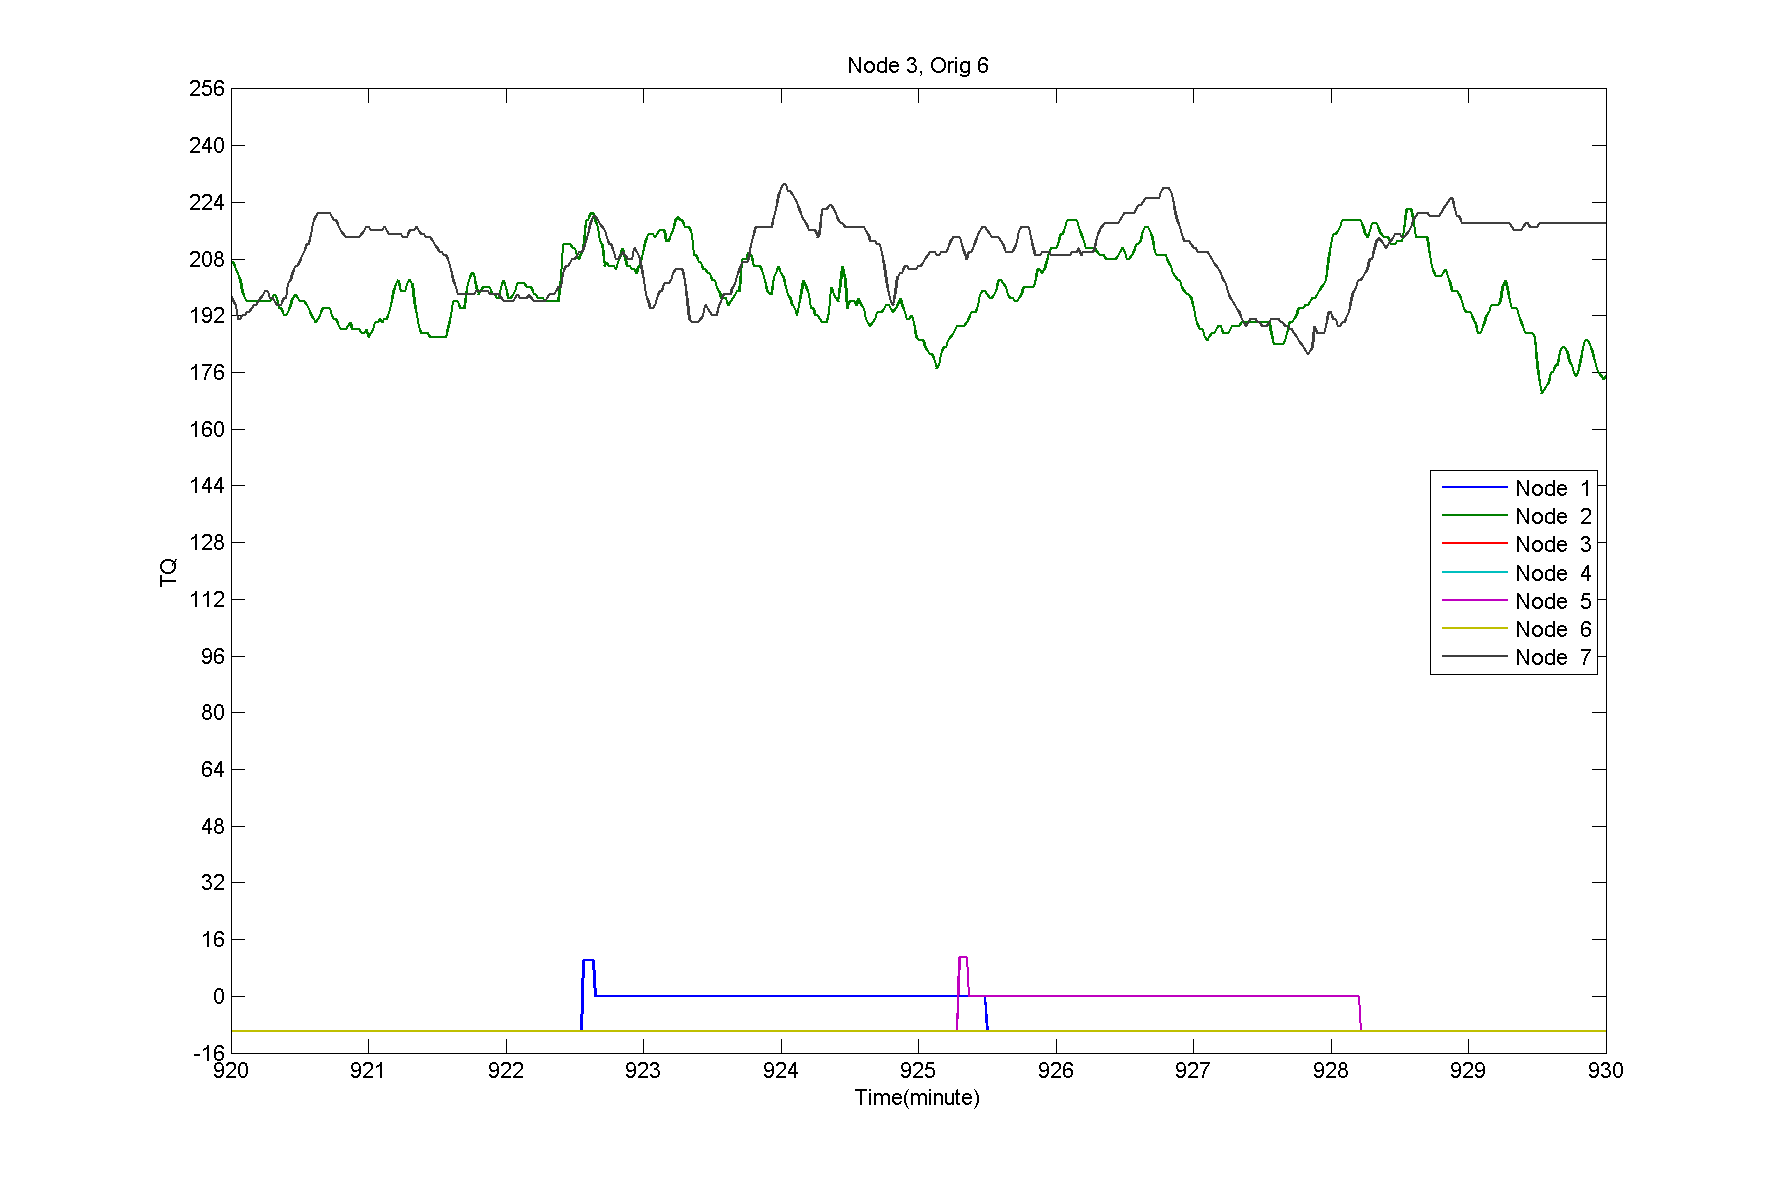 Node 3, Orig 6
256
240
224
208
192
176
160
144
128
112
96
80
64
48
32
16
0
-16
TQ
Node 1
Node 2
Node 3
Node 4
Node 5
Node 6
Node 7
920 921 922 923 924 925 926 927 928 929 930
Time(minute)